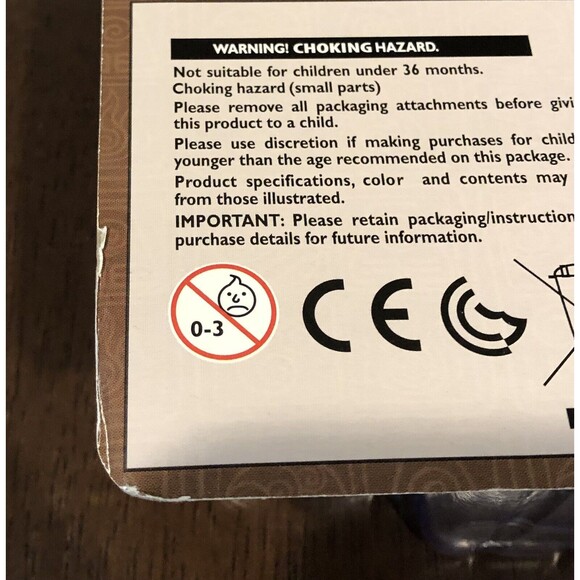 WARNING! CHOKING HAZARD.
Not suitable for children under 36 months.
Choking hazard (small parts)
Please remove all packaging attachments before givi
this product to a child.
Please use discretion if making purchases for child
younger than the age recommended on this package.
Product specifications, color and contents may
from those illustrated.
IMPORTANT: Please retain packaging/instruction
purchase details for future information.
0-3
CE